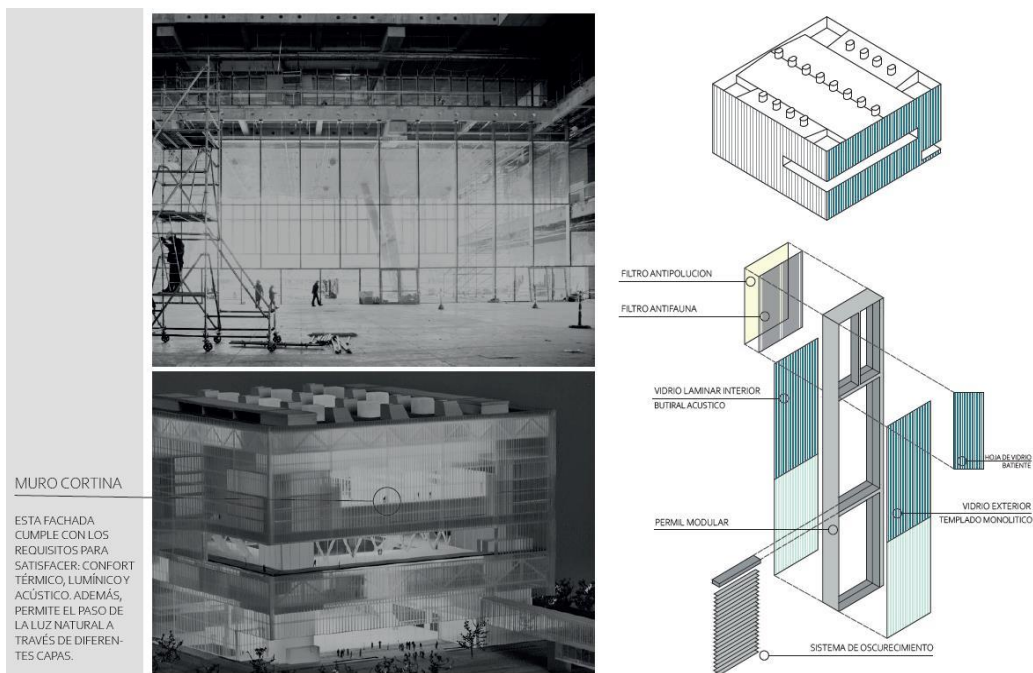 MURO CORTINA
ESTA FACHADA
CUMPLE CON LOS
REQUISITOS PARA
SATISFACER: CONFORT
TÉRMICO, LUMÍNICO Y
ACÚSTICO. ADEMÁS,
PERMITE EL PASO DE
LA LUZ NATURAL A
TRAVÉS DE DIFEREN-
TES CAPAS.
FILTRO ANTIPOLUCION
FILTRO ANTIFAUNA
VIDRIO LAMINAR INTERIOR
BUTIRAL ACUSTICO
HOJA DE VIDRIO
BATIENTE
VIDRIO EXTERIOR
TEMPLADO MONOLITICO
PERMIL MODULAR
SISTEMA DE OSCURECIMIENTO